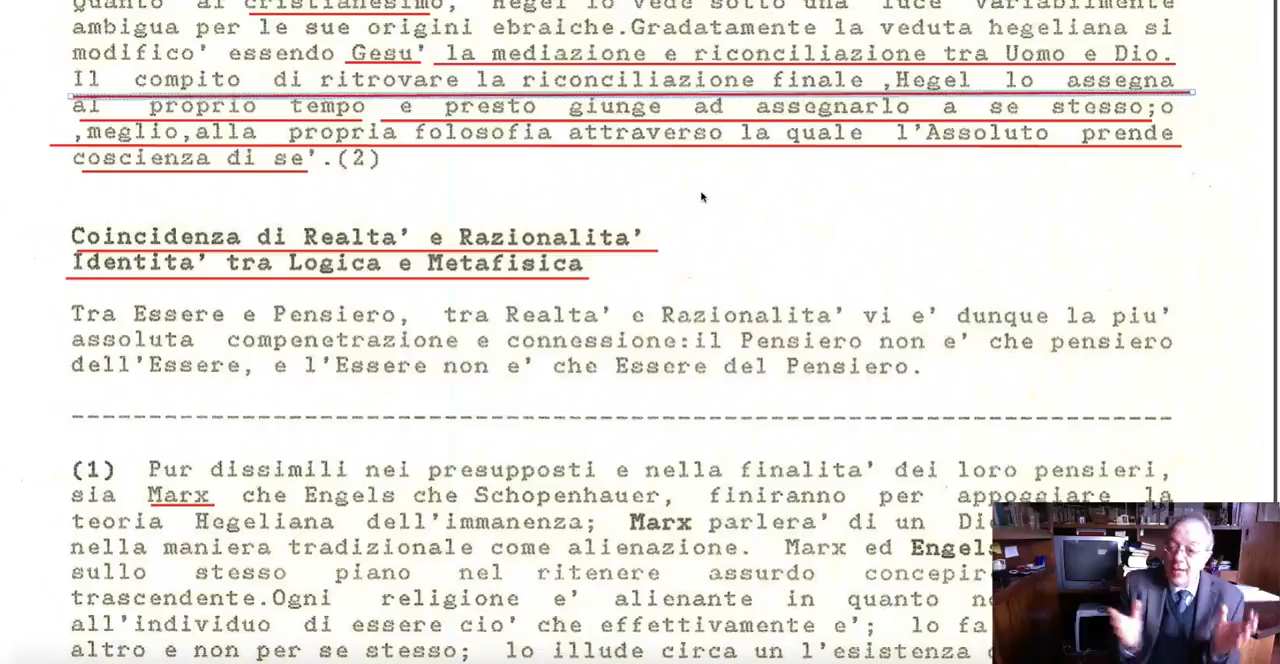 Quanto al cristianesimo, Hegel lo vede sotto una luce variabilmente
ambigua per le sue origini ebraiche.Gradatamente la veduta hegeliana si
modifico' essendo Gesu' la mediazione e riconciliazione tra Uomo e Dio.
Il compito di ritrovare la riconciliazione finale ,Hegel lo assegna
al proprio tempo e presto giunge ad assegnarlo a se stesso;o
,meglio,alla propria folosofia attraverso la quale l'Assoluto prende
coscienza di se'.(2)
Coincidenza di Realta' e Razionalita'
Identita' tra Logica e Metafisica
Tra Essere e Pensiero, tra Realta' e Razionalita' vi e' dunque la piu'
assoluta compenetrazione e connessione:il Pensiero non e' che pensiero
dell'Essere, e l'Essere non e' che Essere del Pensiero.
(1) Pur dissimili nei presupposti e nella finalita' dei loro pensieri,
sia Marx che Engels che Schopenhauer, finiranno per appoggiare la
teoria Hegeliana dell'immanenza; Marx parlera' di un
nella maniera tradizionale come alienazione. Marx ed Engels
sullo stesso piano nel ritenere assurdo
trascendente.Ogni religione e' alienante in quanto
all'individuo di essere cio' che effettivamente e'; lo
altro e non per se stesso; lo illude circa un l'esistenza